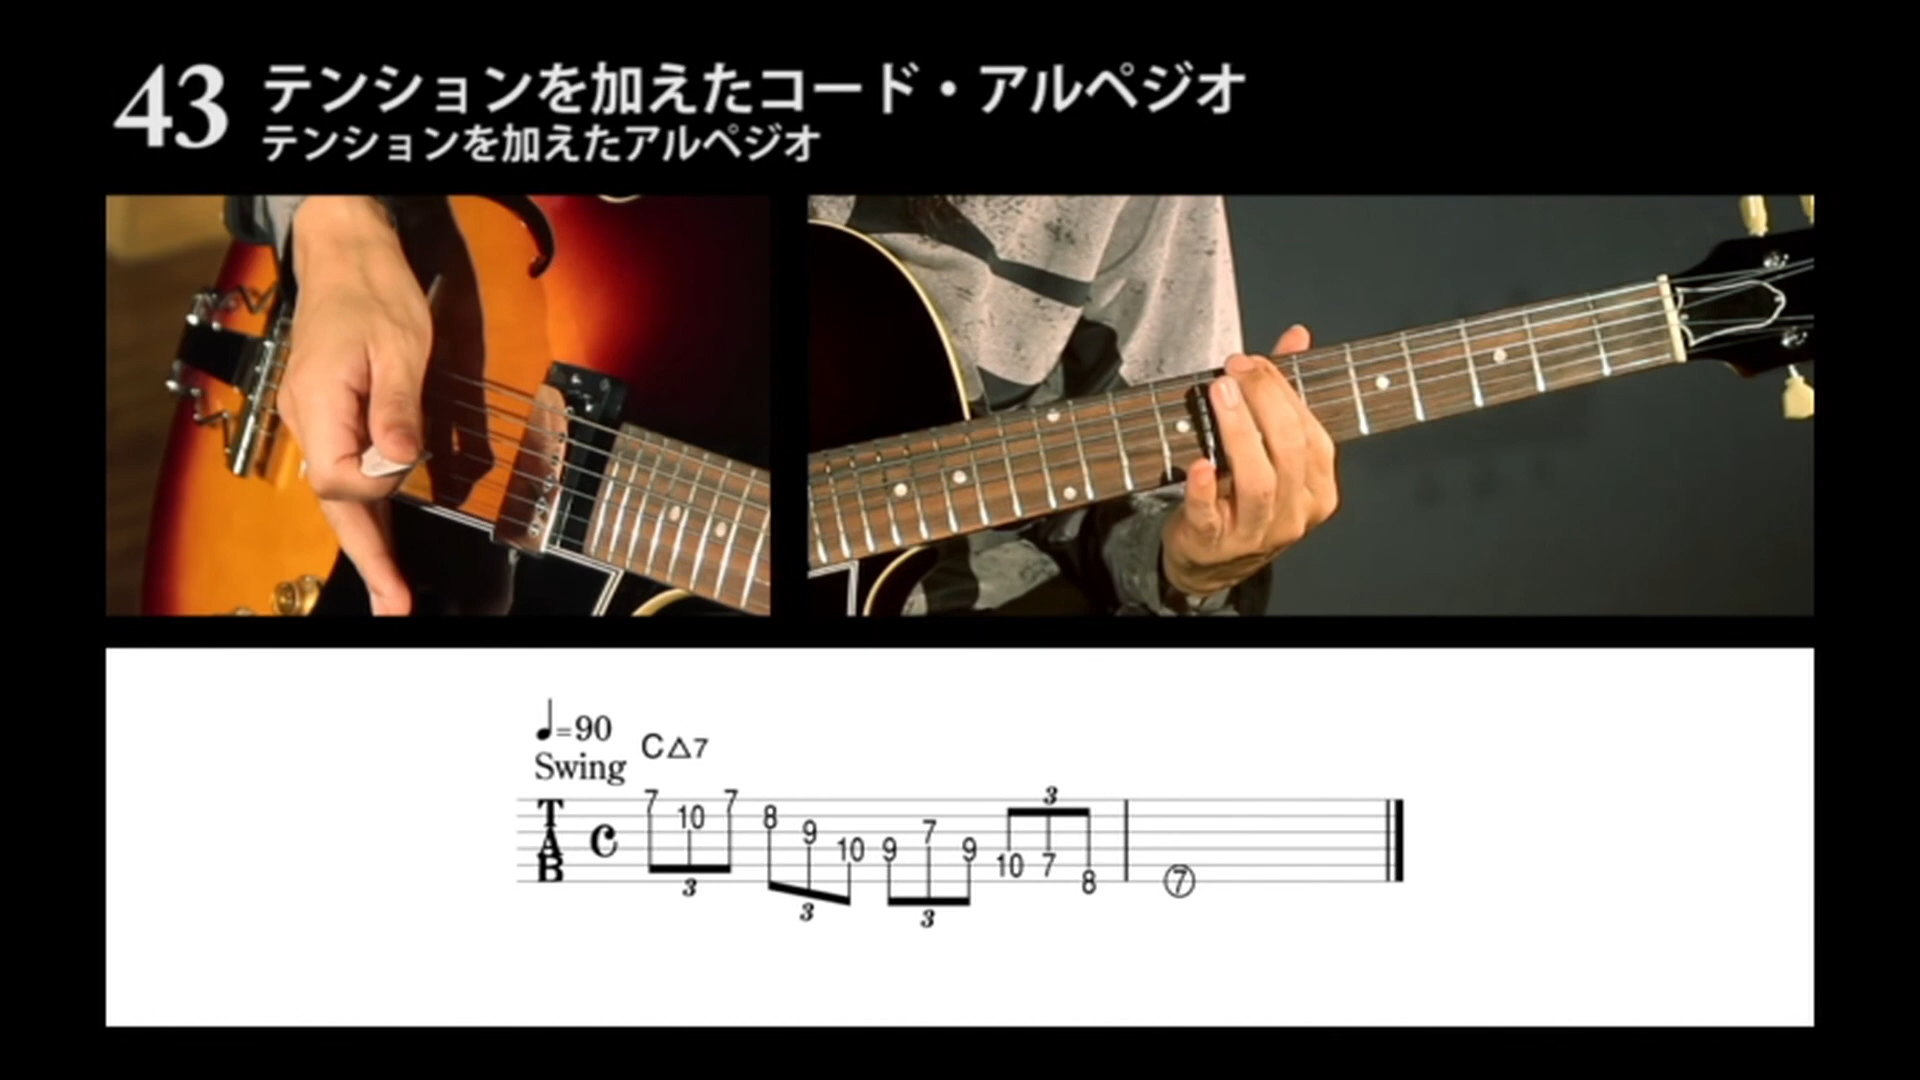 43 テンションを加えたコード・アルペジオ
テンションを加えたアルペジオ
♩=90
Swing
C△7
3
T A B C
7 10 7 8 9 10 9 7 9 10 7 8 7
3 3 3